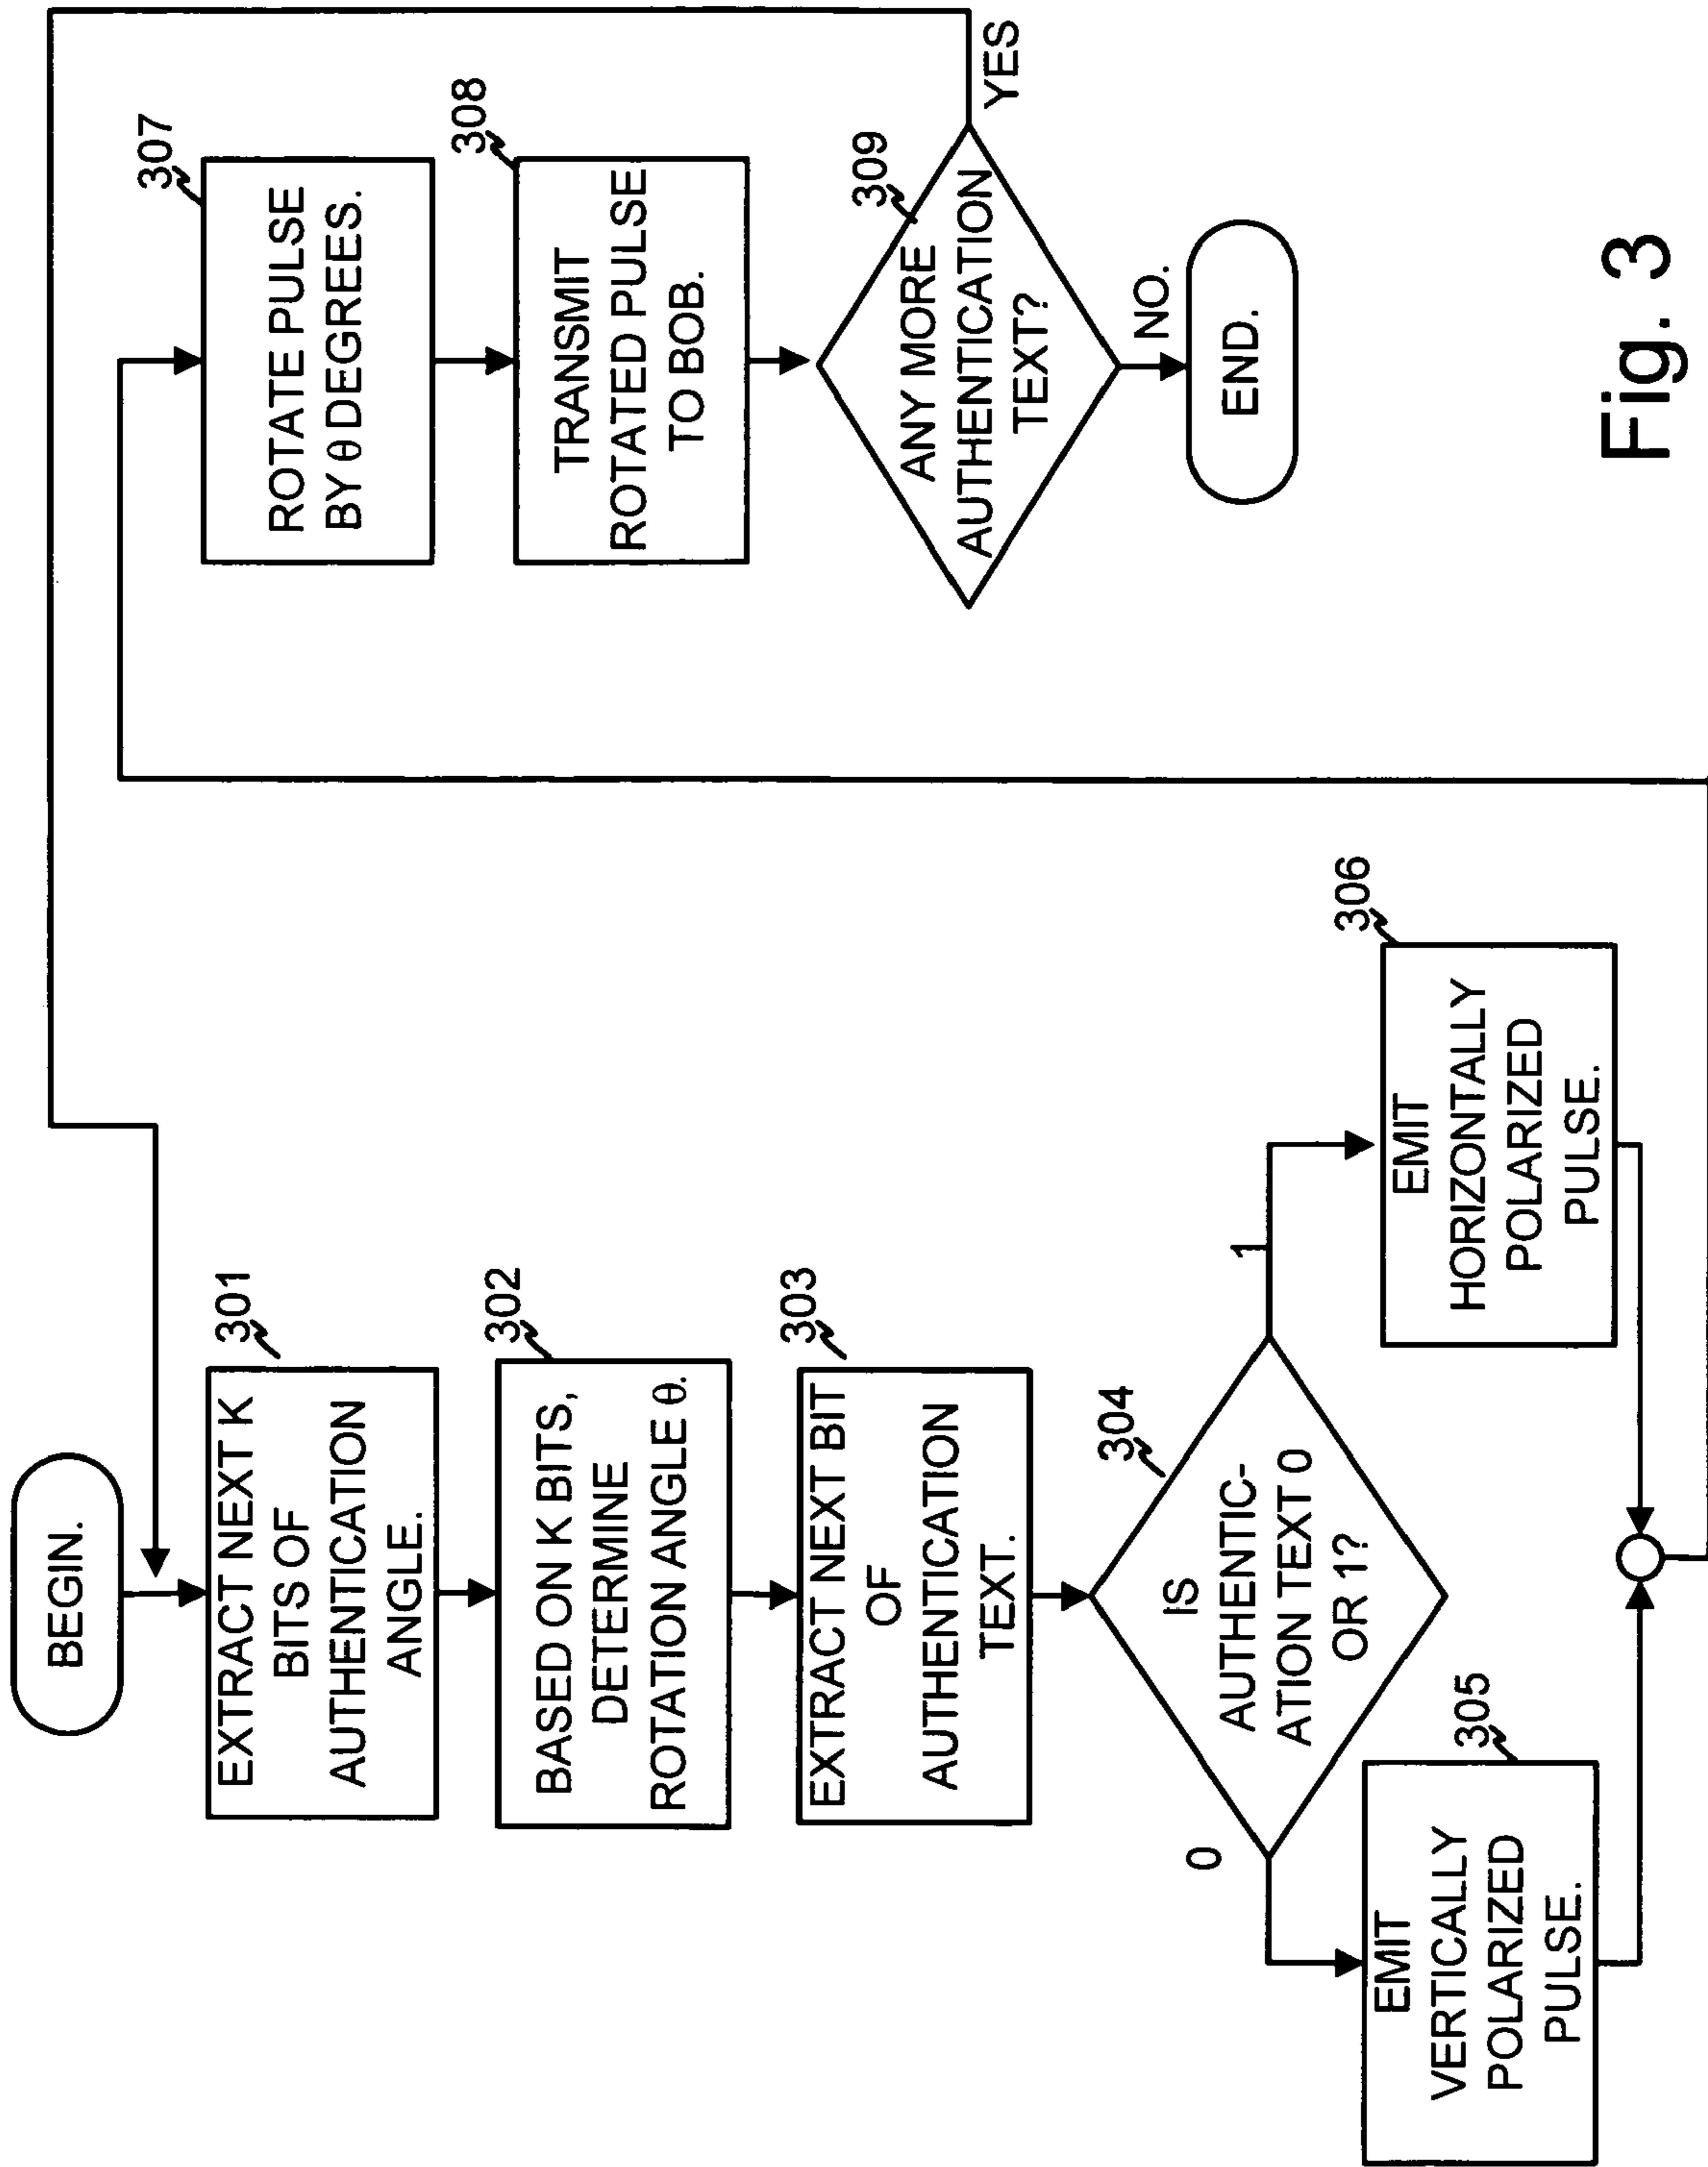 BEGIN.
301
EXTRACT NEXT K
BITS OF
AUTHENTICATION
ANGLE.
302
BASED ON K BITS,
DETERMINE
ROTATION ANGLE θ.
303
EXTRACT NEXT BIT
OF
AUTHENTICATION
TEXT.
304
IS
AUTHENTIC-
ATION TEXT 0
OR 1?
0
1
305
EMIT
VERTICALLY
POLARIZED
PULSE.
306
EMIT
HORIZONTALLY
POLARIZED
PULSE.
307
ROTATE PULSE
BY θ DEGREES.
308
TRANSMIT
ROTATED PULSE
TO BOB.
309
ANY MORE
AUTHENTICATION
TEXT?
YES
NO.
END.
Fig. 3